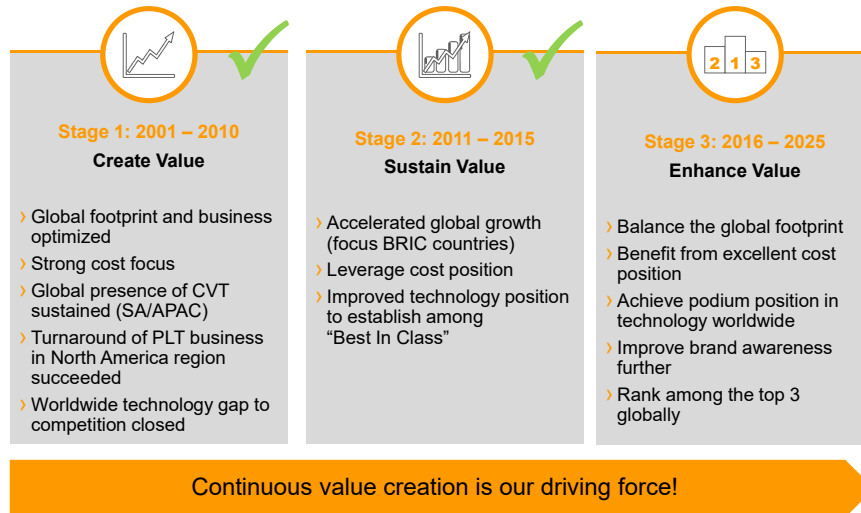 2 1 3
Stage 1: 2001 – 2010
Create Value
› Global footprint and business
optimized
› Strong cost focus
› Global presence of CVT
sustained (SA/APAC)
› Turnaround of PLT business
in North America region
succeeded
› Worldwide technology gap to
competition closed
Stage 2: 2011 – 2015
Sustain Value
› Accelerated global growth
(focus BRIC countries)
› Leverage cost position
› Improved technology position
to establish among
“Best In Class”
Stage 3: 2016 – 2025
Enhance Value
› Balance the global footprint
› Benefit from excellent cost
position
› Achieve podium position in
technology worldwide
› Improve brand awareness
further
› Rank among the top 3
globally
Continuous value creation is our driving force!